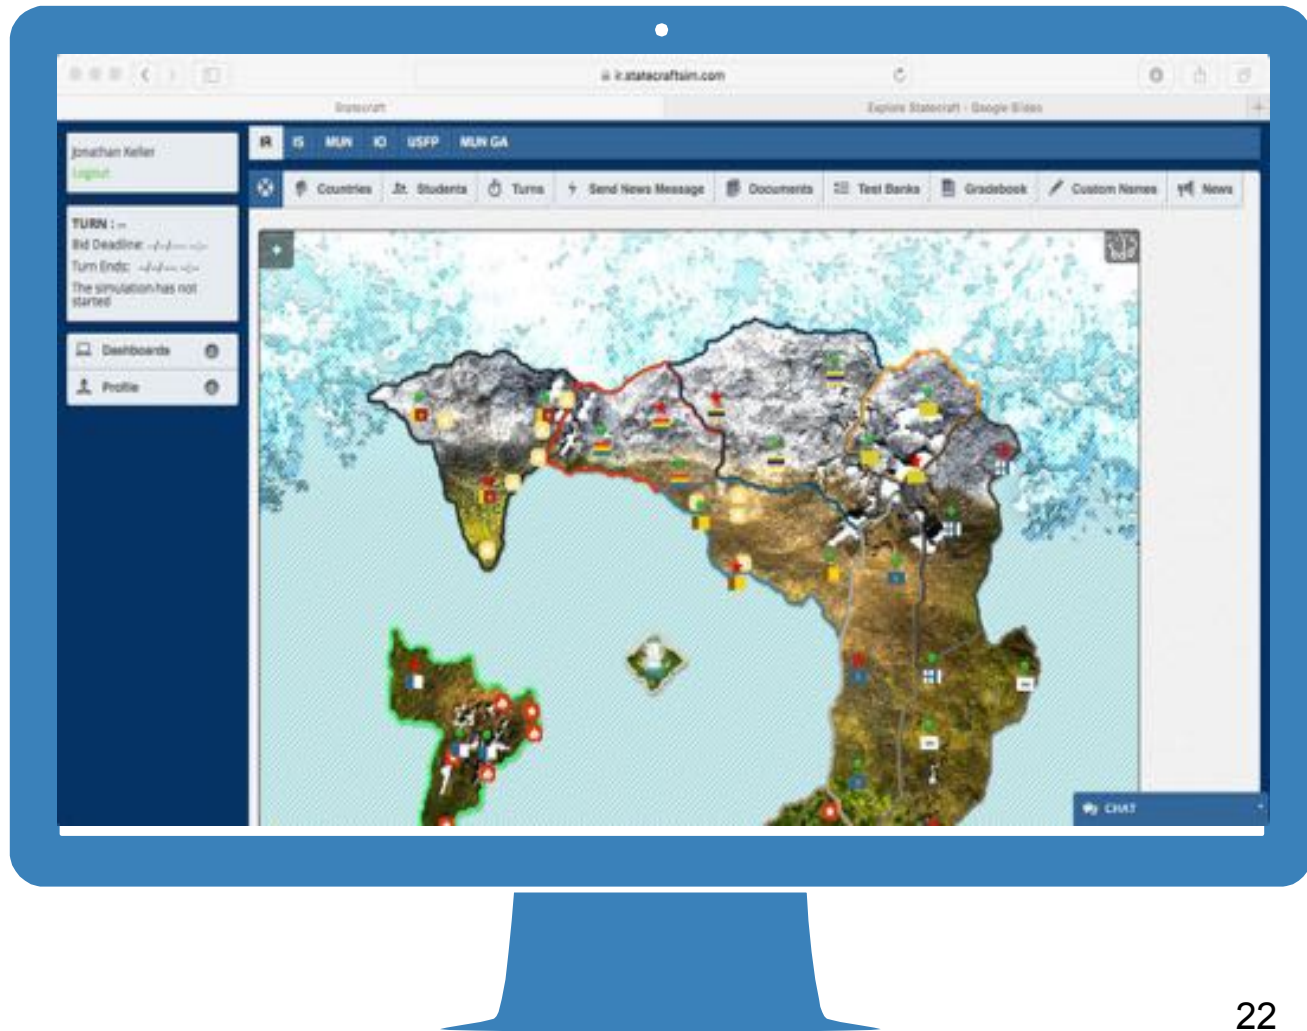 ir.statecraftsim.com
Statecraft
Explore Statecraft - Google Slides
Jonathan Keller
Logout
IR IS MUN IO USFP MUN GA
Countries Students Turns Send News Message Documents Test Banks Gradebook Custom Names News
TURN : --
Bid Deadline: --/--/---- --:--
Turn Ends: --/--/---- --:--
The simulation has not
started
Dashboards
Profile
CHAT
22